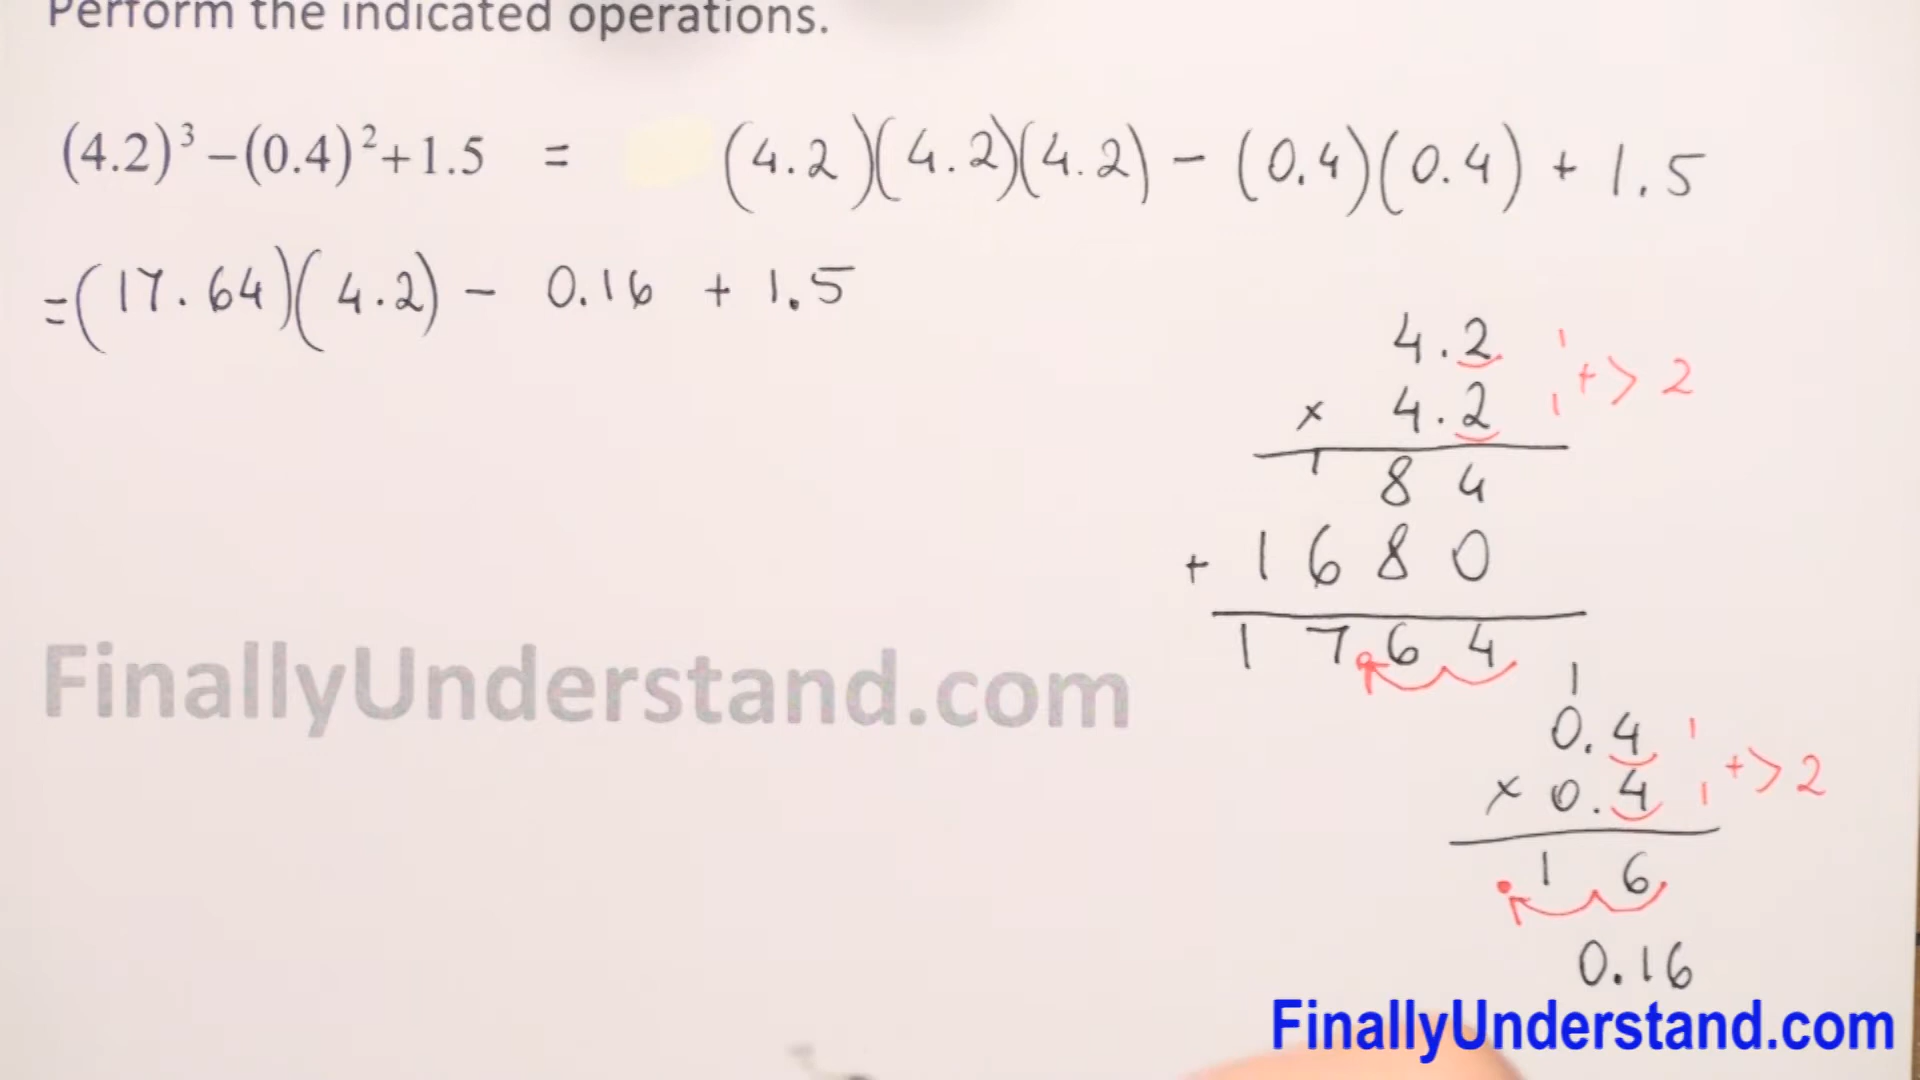 Perform the indicated operations.
(4.2)³ – (0.4)² + 1.5 = (4.2)(4.2)(4.2) – (0.4)(0.4) + 1.5
= (17.64)(4.2) – 0.16 + 1.5
4.2 1
+ > 2
× 4.2 1
1 8 4
+ 1 6 8 0
1 7 6 4
FinallyUnderstand.com
1
0.4 1
+ > 2
× 0.4 1
1 6
0.16
FinallyUnderstand.com